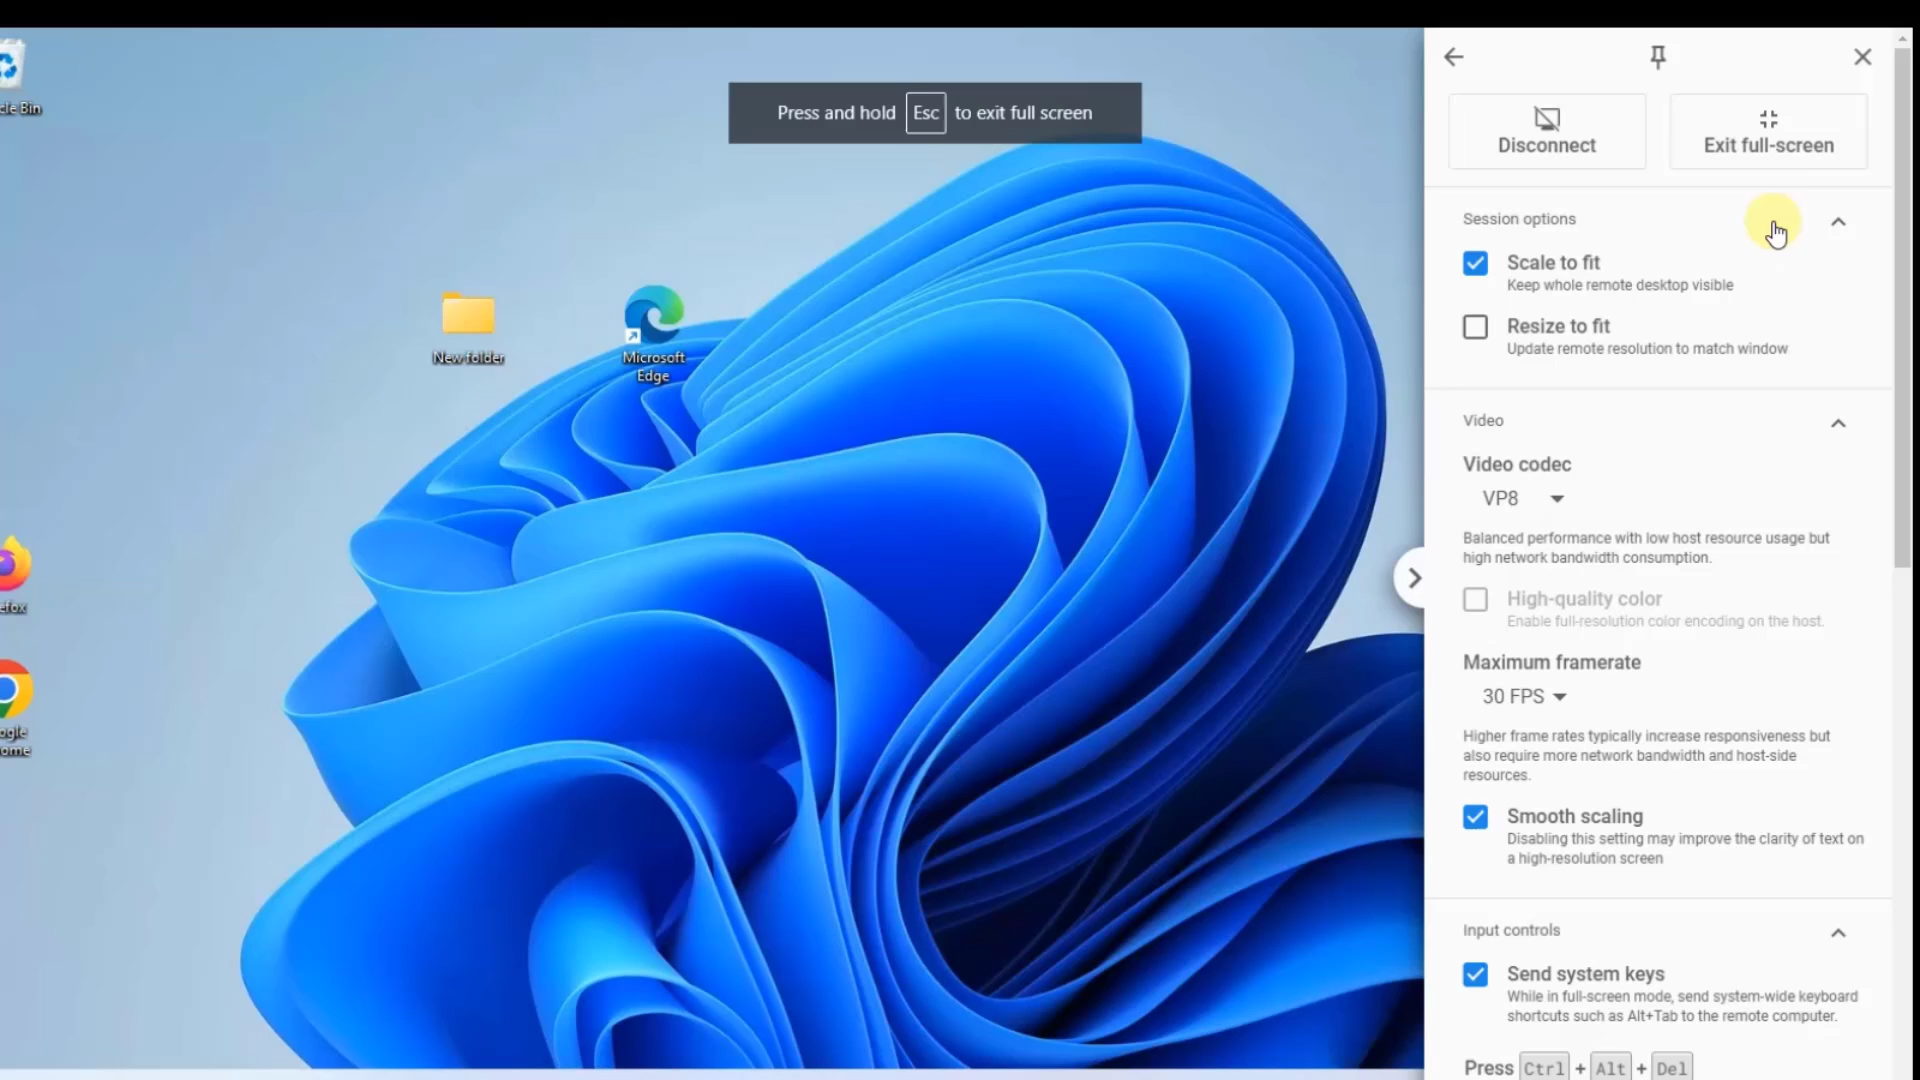 cle Bin
Press and hold Esc to exit full screen
New folder
Microsoft
Edge
efox
ogle
ome
Disconnect
Exit full-screen
Session options
Scale to fit
Keep whole remote desktop visible
Resize to fit
Update remote resolution to match window
Video
Video codec
VP8
Balanced performance with low host resource usage but
high network bandwidth consumption.
High-quality color
Enable full-resolution color encoding on the host.
Maximum framerate
30 FPS
Higher frame rates typically increase responsiveness but
also require more network bandwidth and host-side
resources.
Smooth scaling
Disabling this setting may improve the clarity of text on
a high-resolution screen
Input controls
Send system keys
While in full-screen mode, send system-wide keyboard
shortcuts such as Alt+Tab to the remote computer.
Press Ctrl + Alt + Del